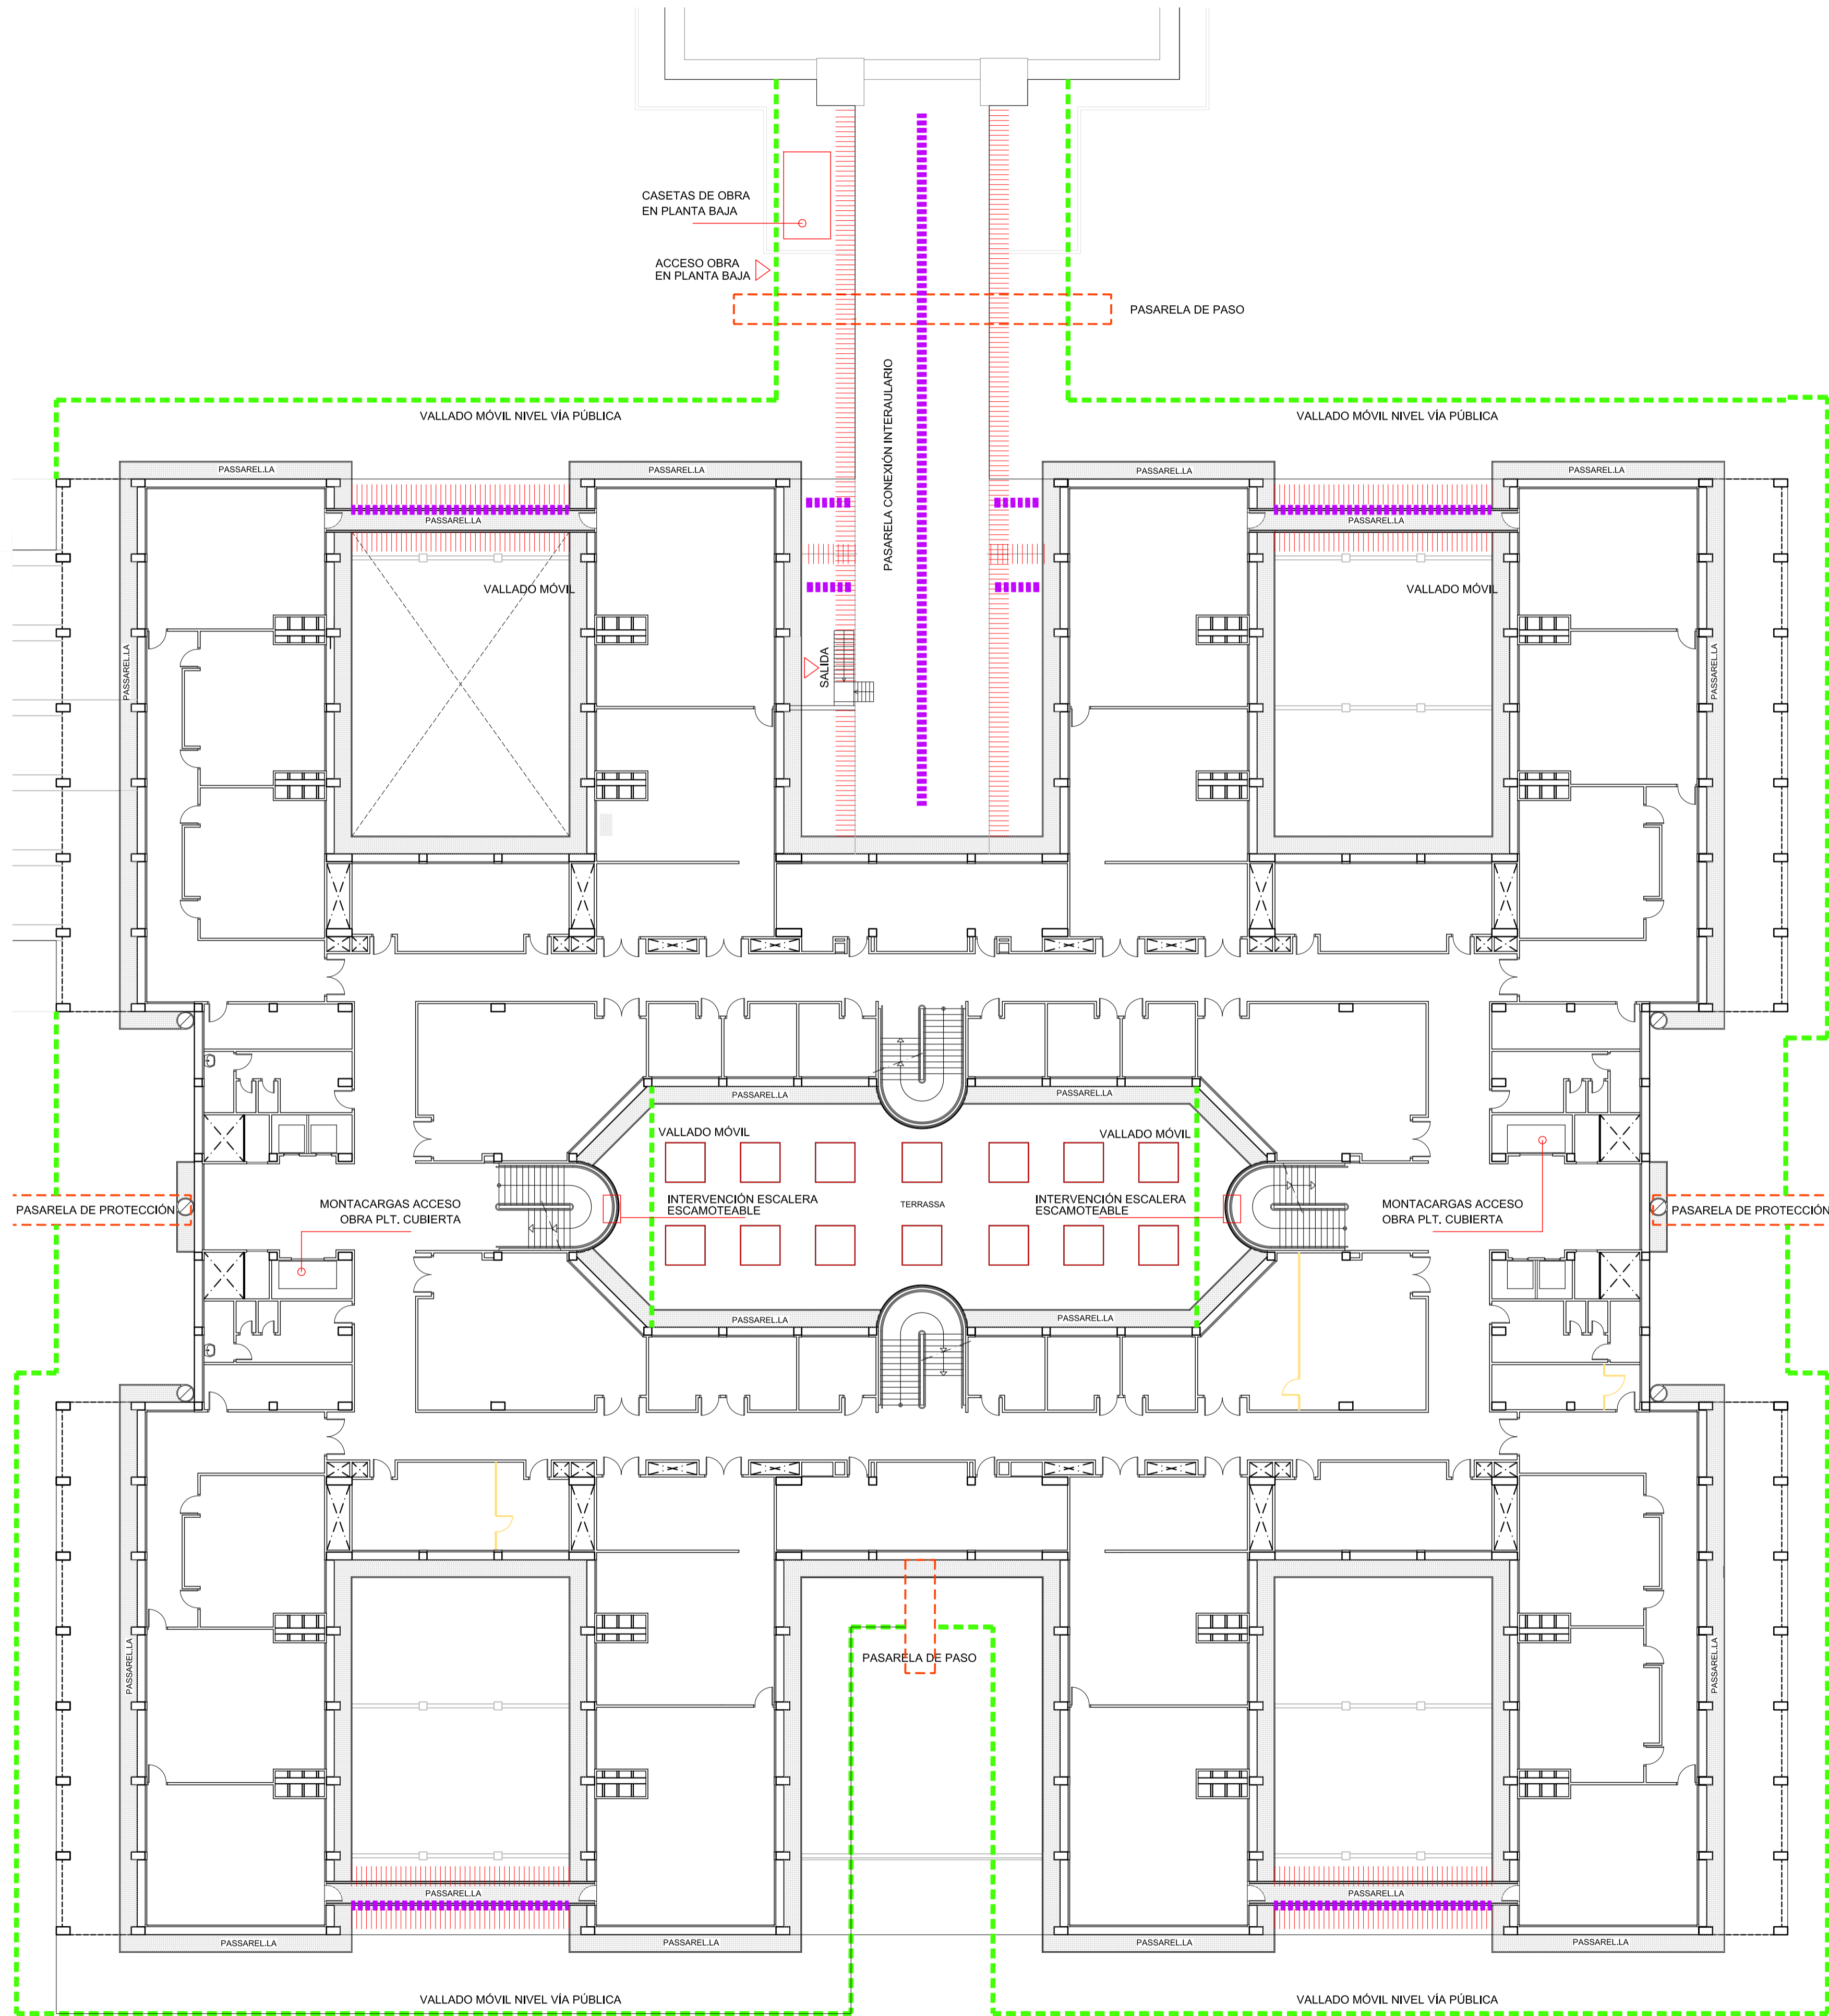 CASETAS DE OBRA
EN PLANTA BAJA
ACCESO OBRA
EN PLANTA BAJA
PASARELA DE PASO
PASARELA CONEXIÓN INTERAULARIO
VALLADO MÓVIL NIVEL VÍA PÚBLICA
VALLADO MÓVIL NIVEL VÍA PÚBLICA
PASSAREL.LA
PASSAREL.LA
PASSAREL.LA
PASSAREL.LA
PASSAREL.LA
PASSAREL.LA
VALLADO MÓVIL
VALLADO MÓVIL
PASSAREL.LA
SALIDA
PASSAREL.LA
PASSAREL.LA
PASSAREL.LA
VALLADO MÓVIL
VALLADO MÓVIL
PASARELA DE PROTECCIÓN
MONTACARGAS ACCESO
OBRA PLT. CUBIERTA
INTERVENCIÓN ESCALERA
ESCAMOTEABLE
TERRASSA
INTERVENCIÓN ESCALERA
ESCAMOTEABLE
MONTACARGAS ACCESO
OBRA PLT. CUBIERTA
PASARELA DE PROTECCIÓN
PASSAREL.LA
PASSAREL.LA
PASSAREL.LA
PASARELA DE PASO
PASSAREL.LA
PASSAREL.LA
PASSAREL.LA
PASSAREL.LA
PASSAREL.LA
PASSAREL.LA
PASSAREL.LA
VALLADO MÓVIL NIVEL VÍA PÚBLICA
VALLADO MÓVIL NIVEL VÍA PÚBLICA